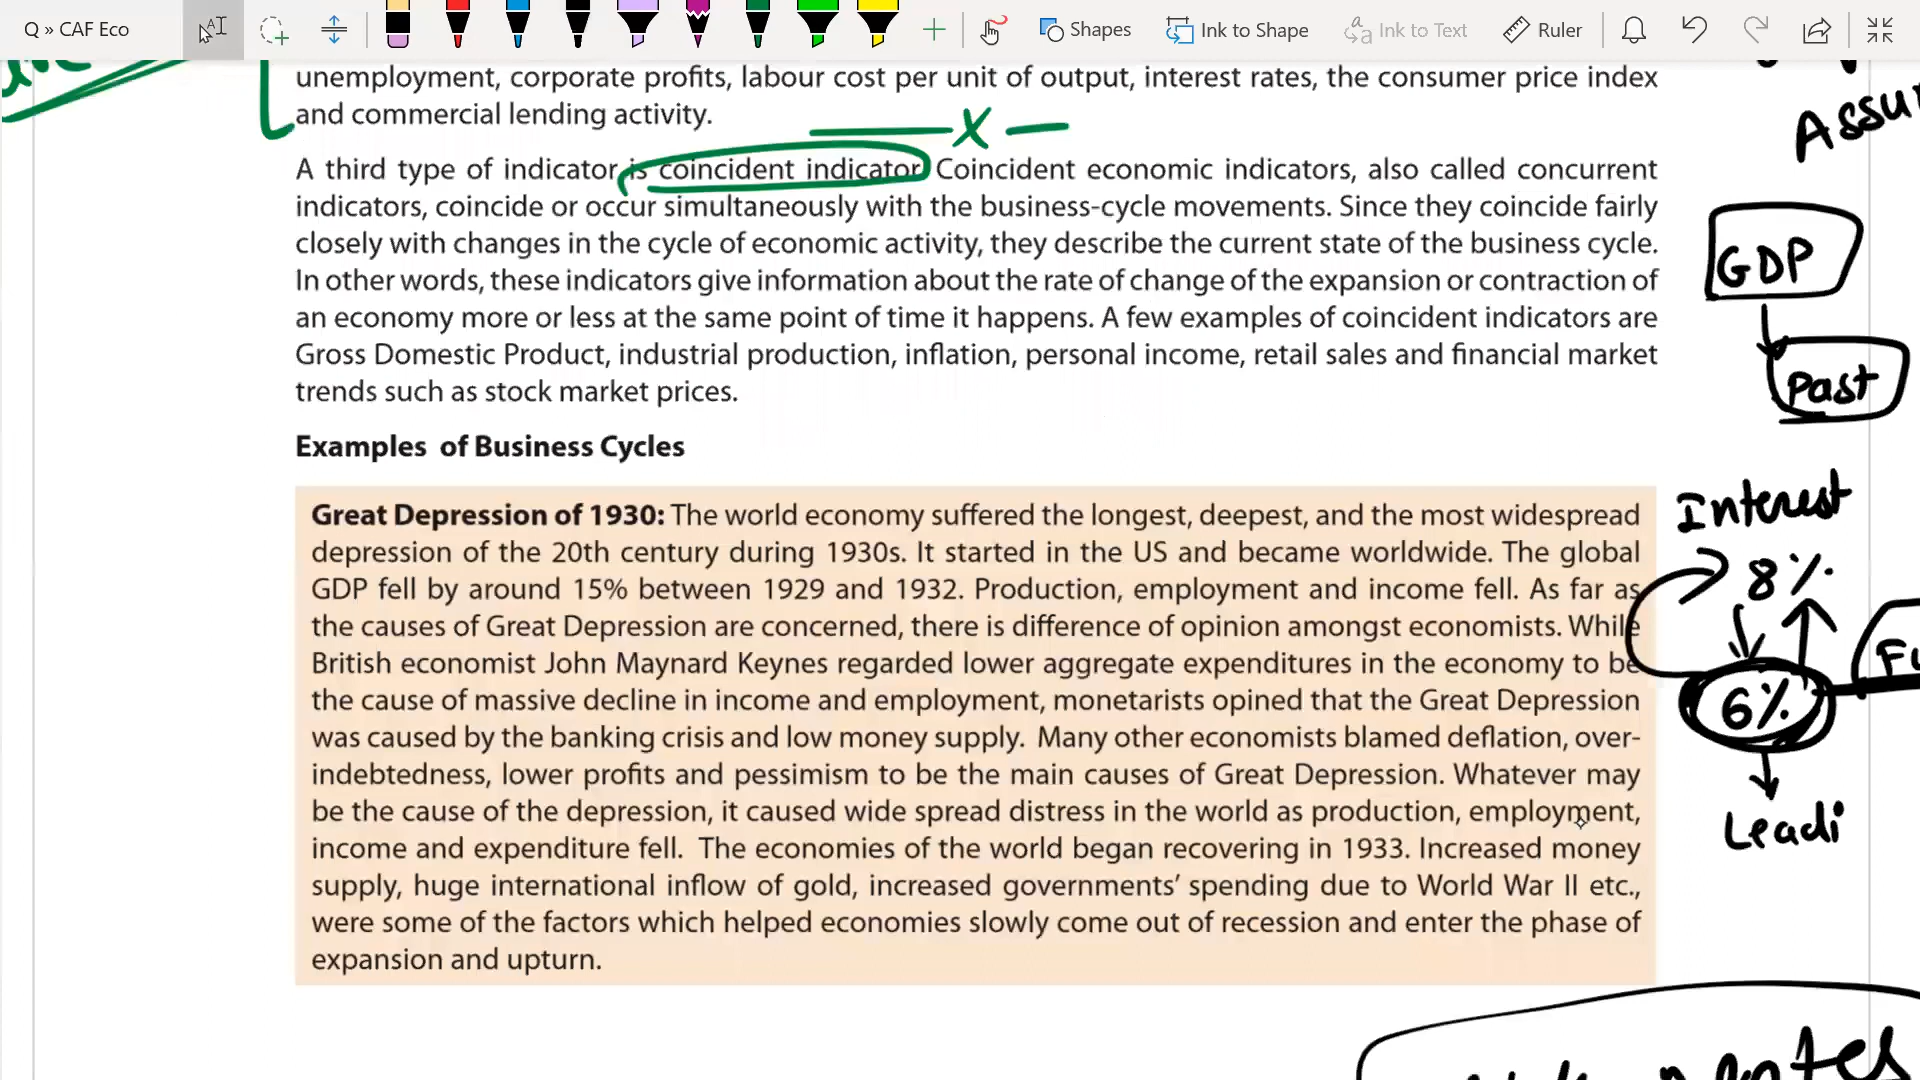 Q » CAF Eco
Shapes
Ink to Shape
Ink to Text
Ruler
unemployment, corporate profits, labour cost per unit of output, interest rates, the consumer price index
and commercial lending activity.
X
A third type of indicator is coincident indicator Coincident economic indicators, also called concurrent
indicators, coincide or occur simultaneously with the business-cycle movements. Since they coincide fairly
closely with changes in the cycle of economic activity, they describe the current state of the business cycle.
In other words, these indicators give information about the rate of change of the expansion or contraction of
an economy more or less at the same point of time it happens. A few examples of coincident indicators are
Gross Domestic Product, industrial production, inflation, personal income, retail sales and financial market
trends such as stock market prices.
Assu
GDP
Past
Examples of Business Cycles
Great Depression of 1930: The world economy suffered the longest, deepest, and the most widespread
depression of the 20th century during 1930s. It started in the US and became worldwide. The global
GDP fell by around 15% between 1929 and 1932. Production, employment and income fell. As far as
the causes of Great Depression are concerned, there is difference of opinion amongst economists. While
British economist John Maynard Keynes regarded lower aggregate expenditures in the economy to be
the cause of massive decline in income and employment, monetarists opined that the Great Depression
was caused by the banking crisis and low money supply. Many other economists blamed deflation, over-
indebtedness, lower profits and pessimism to be the main causes of Great Depression. Whatever may
be the cause of the depression, it caused wide spread distress in the world as production, employment,
income and expenditure fell. The economies of the world began recovering in 1933. Increased money
supply, huge international inflow of gold, increased governments' spending due to World War II etc.,
were some of the factors which helped economies slowly come out of recession and enter the phase of
expansion and upturn.
Interest
8%
Fu
6%
Leadi